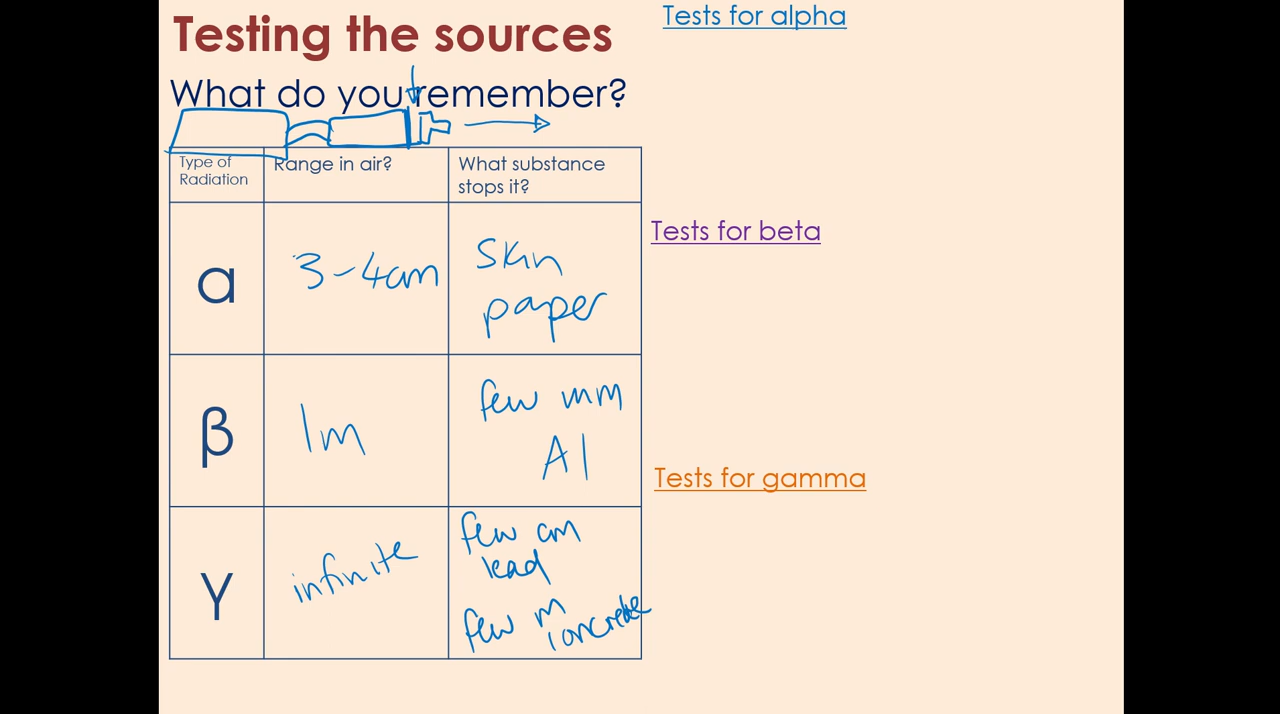 Testing the sources
What do you remember?
Type of
Radiation
Range in air?
What substance
stops it?
α
3-4cm
Skin
paper
β
1m
few mm
Al
γ
infinite
few cm
lead
few m
concrete
Tests for alpha
Tests for beta
Tests for gamma